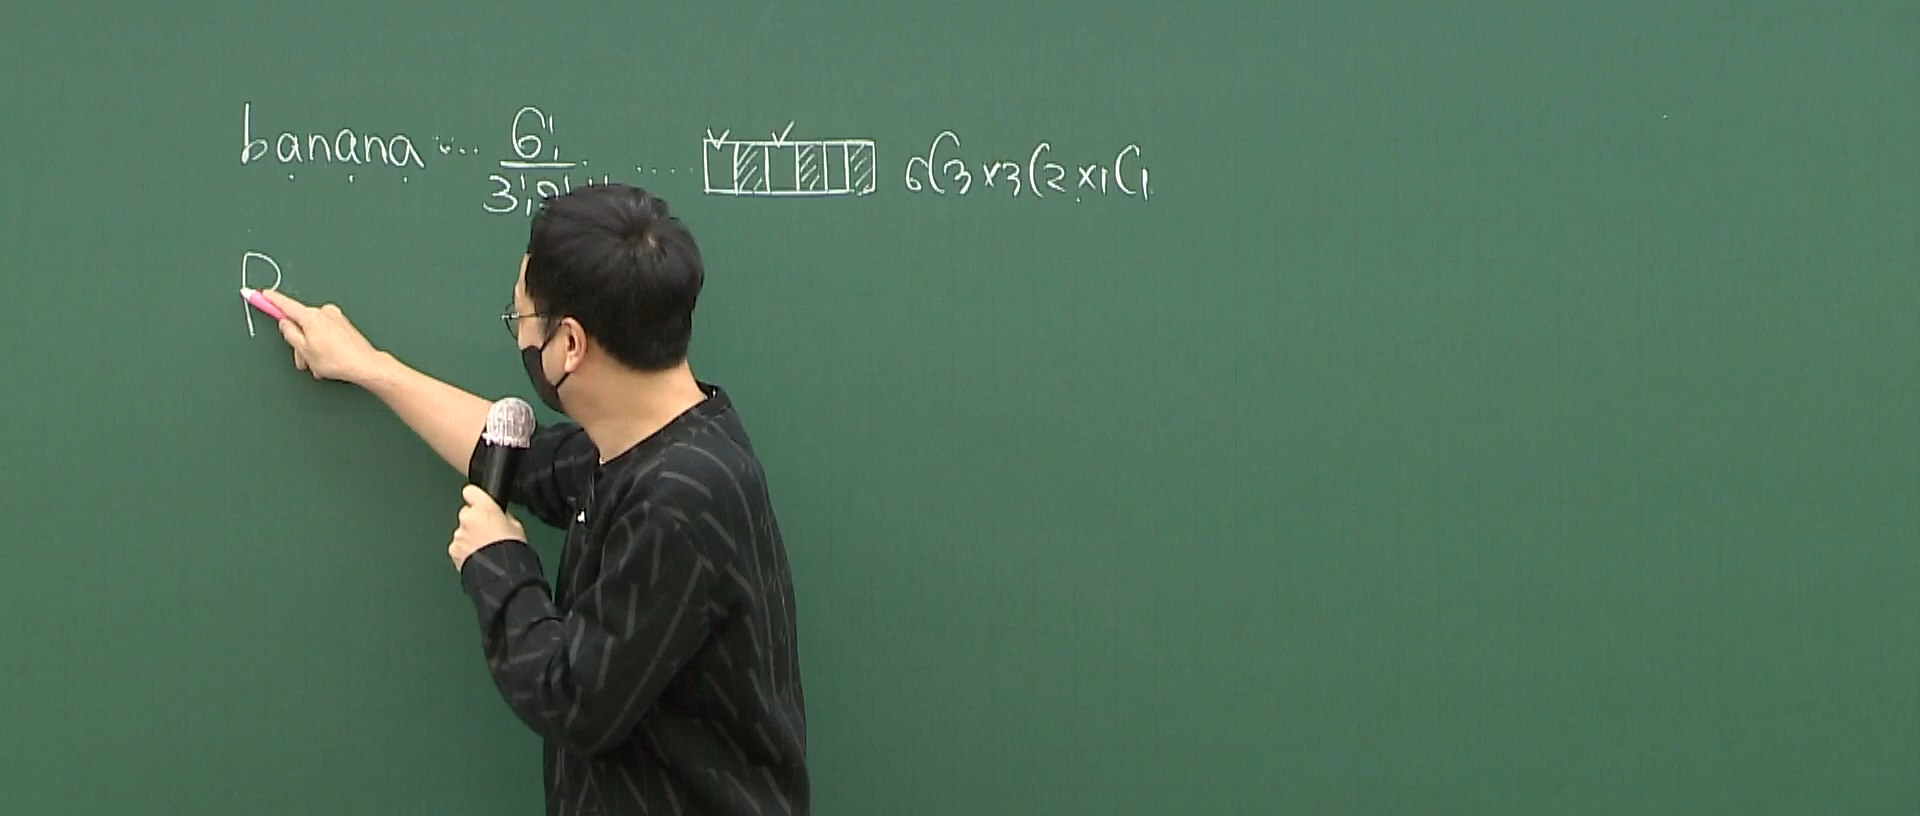 banana ... 6! / 3!2! .... 6C3 × 3C2 × 1C1
P